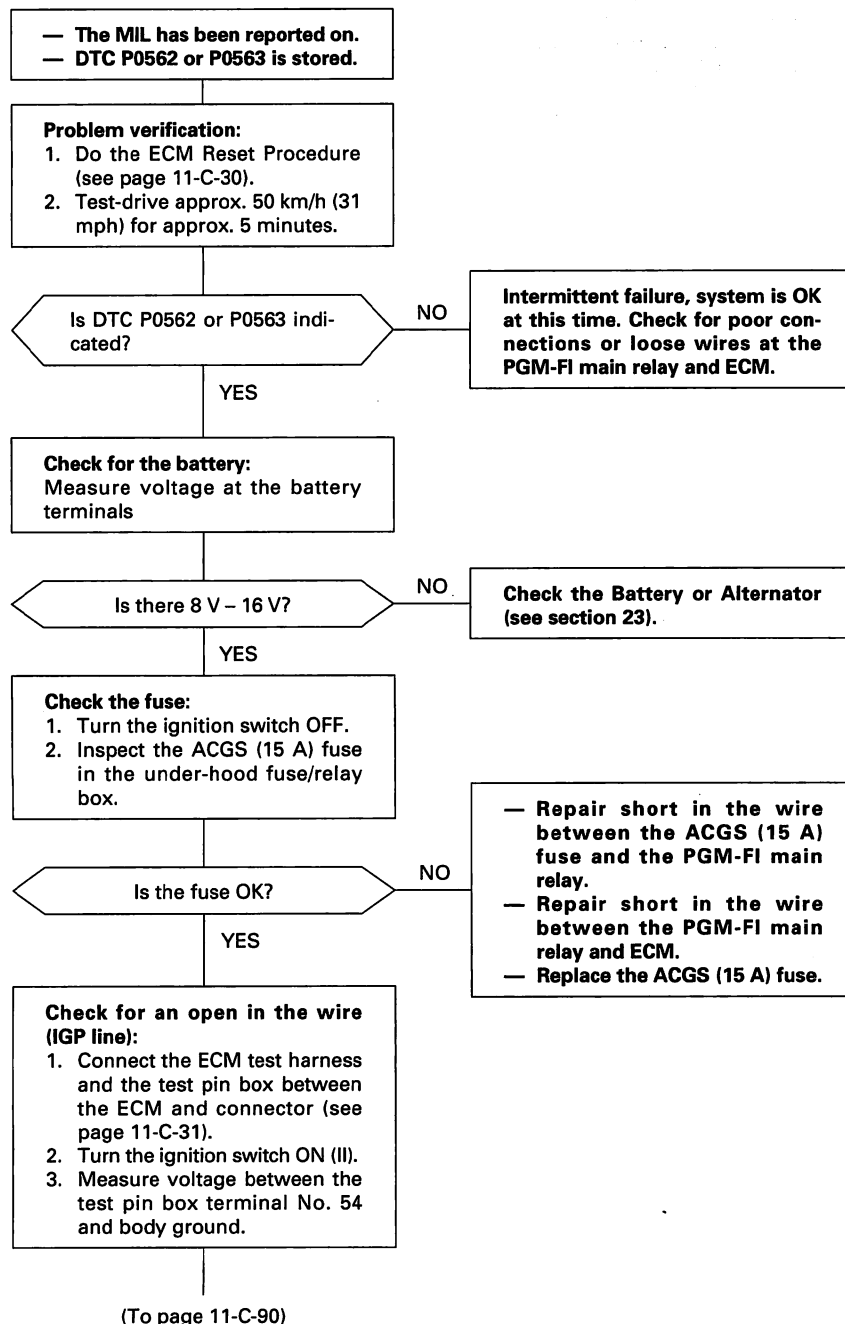 — The MIL has been reported on.
— DTC P0562 or P0563 is stored.
Problem verification:
1. Do the ECM Reset Procedure
(see page 11-C-30).
2. Test-drive approx. 50 km/h (31
mph) for approx. 5 minutes.
Is DTC P0562 or P0563 indi-
cated?
NO
Intermittent failure, system is OK
at this time. Check for poor con-
nections or loose wires at the
PGM-FI main relay and ECM.
YES
Check for the battery:
Measure voltage at the battery
terminals
Is there 8 V – 16 V?
NO
Check the Battery or Alternator
(see section 23).
YES
Check the fuse:
1. Turn the ignition switch OFF.
2. Inspect the ACGS (15 A) fuse
in the under-hood fuse/relay
box.
Is the fuse OK?
NO
— Repair short in the wire
between the ACGS (15 A)
fuse and the PGM-FI main
relay.
— Repair short in the wire
between the PGM-FI main
relay and ECM.
— Replace the ACGS (15 A) fuse.
YES
Check for an open in the wire
(IGP line):
1. Connect the ECM test harness
and the test pin box between
the ECM and connector (see
page 11-C-31).
2. Turn the ignition switch ON (II).
3. Measure voltage between the
test pin box terminal No. 54
and body ground.
(To page 11-C-90)